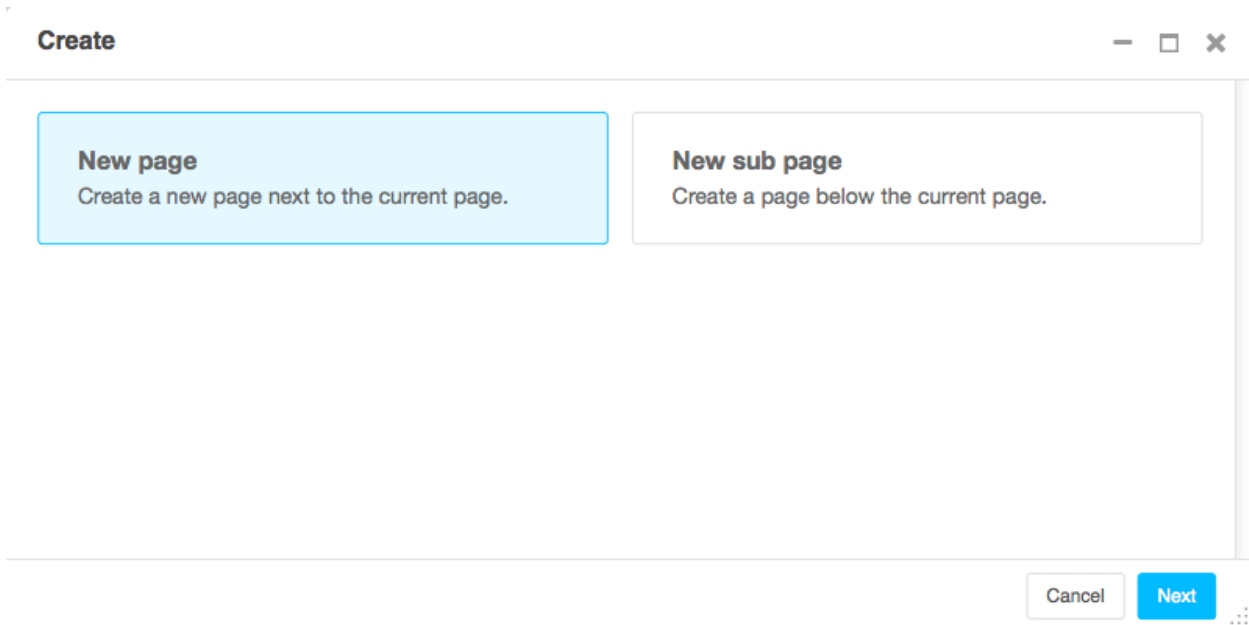 Create
New page
Create a new page next to the current page.
New sub page
Create a page below the current page.
Cancel
Next